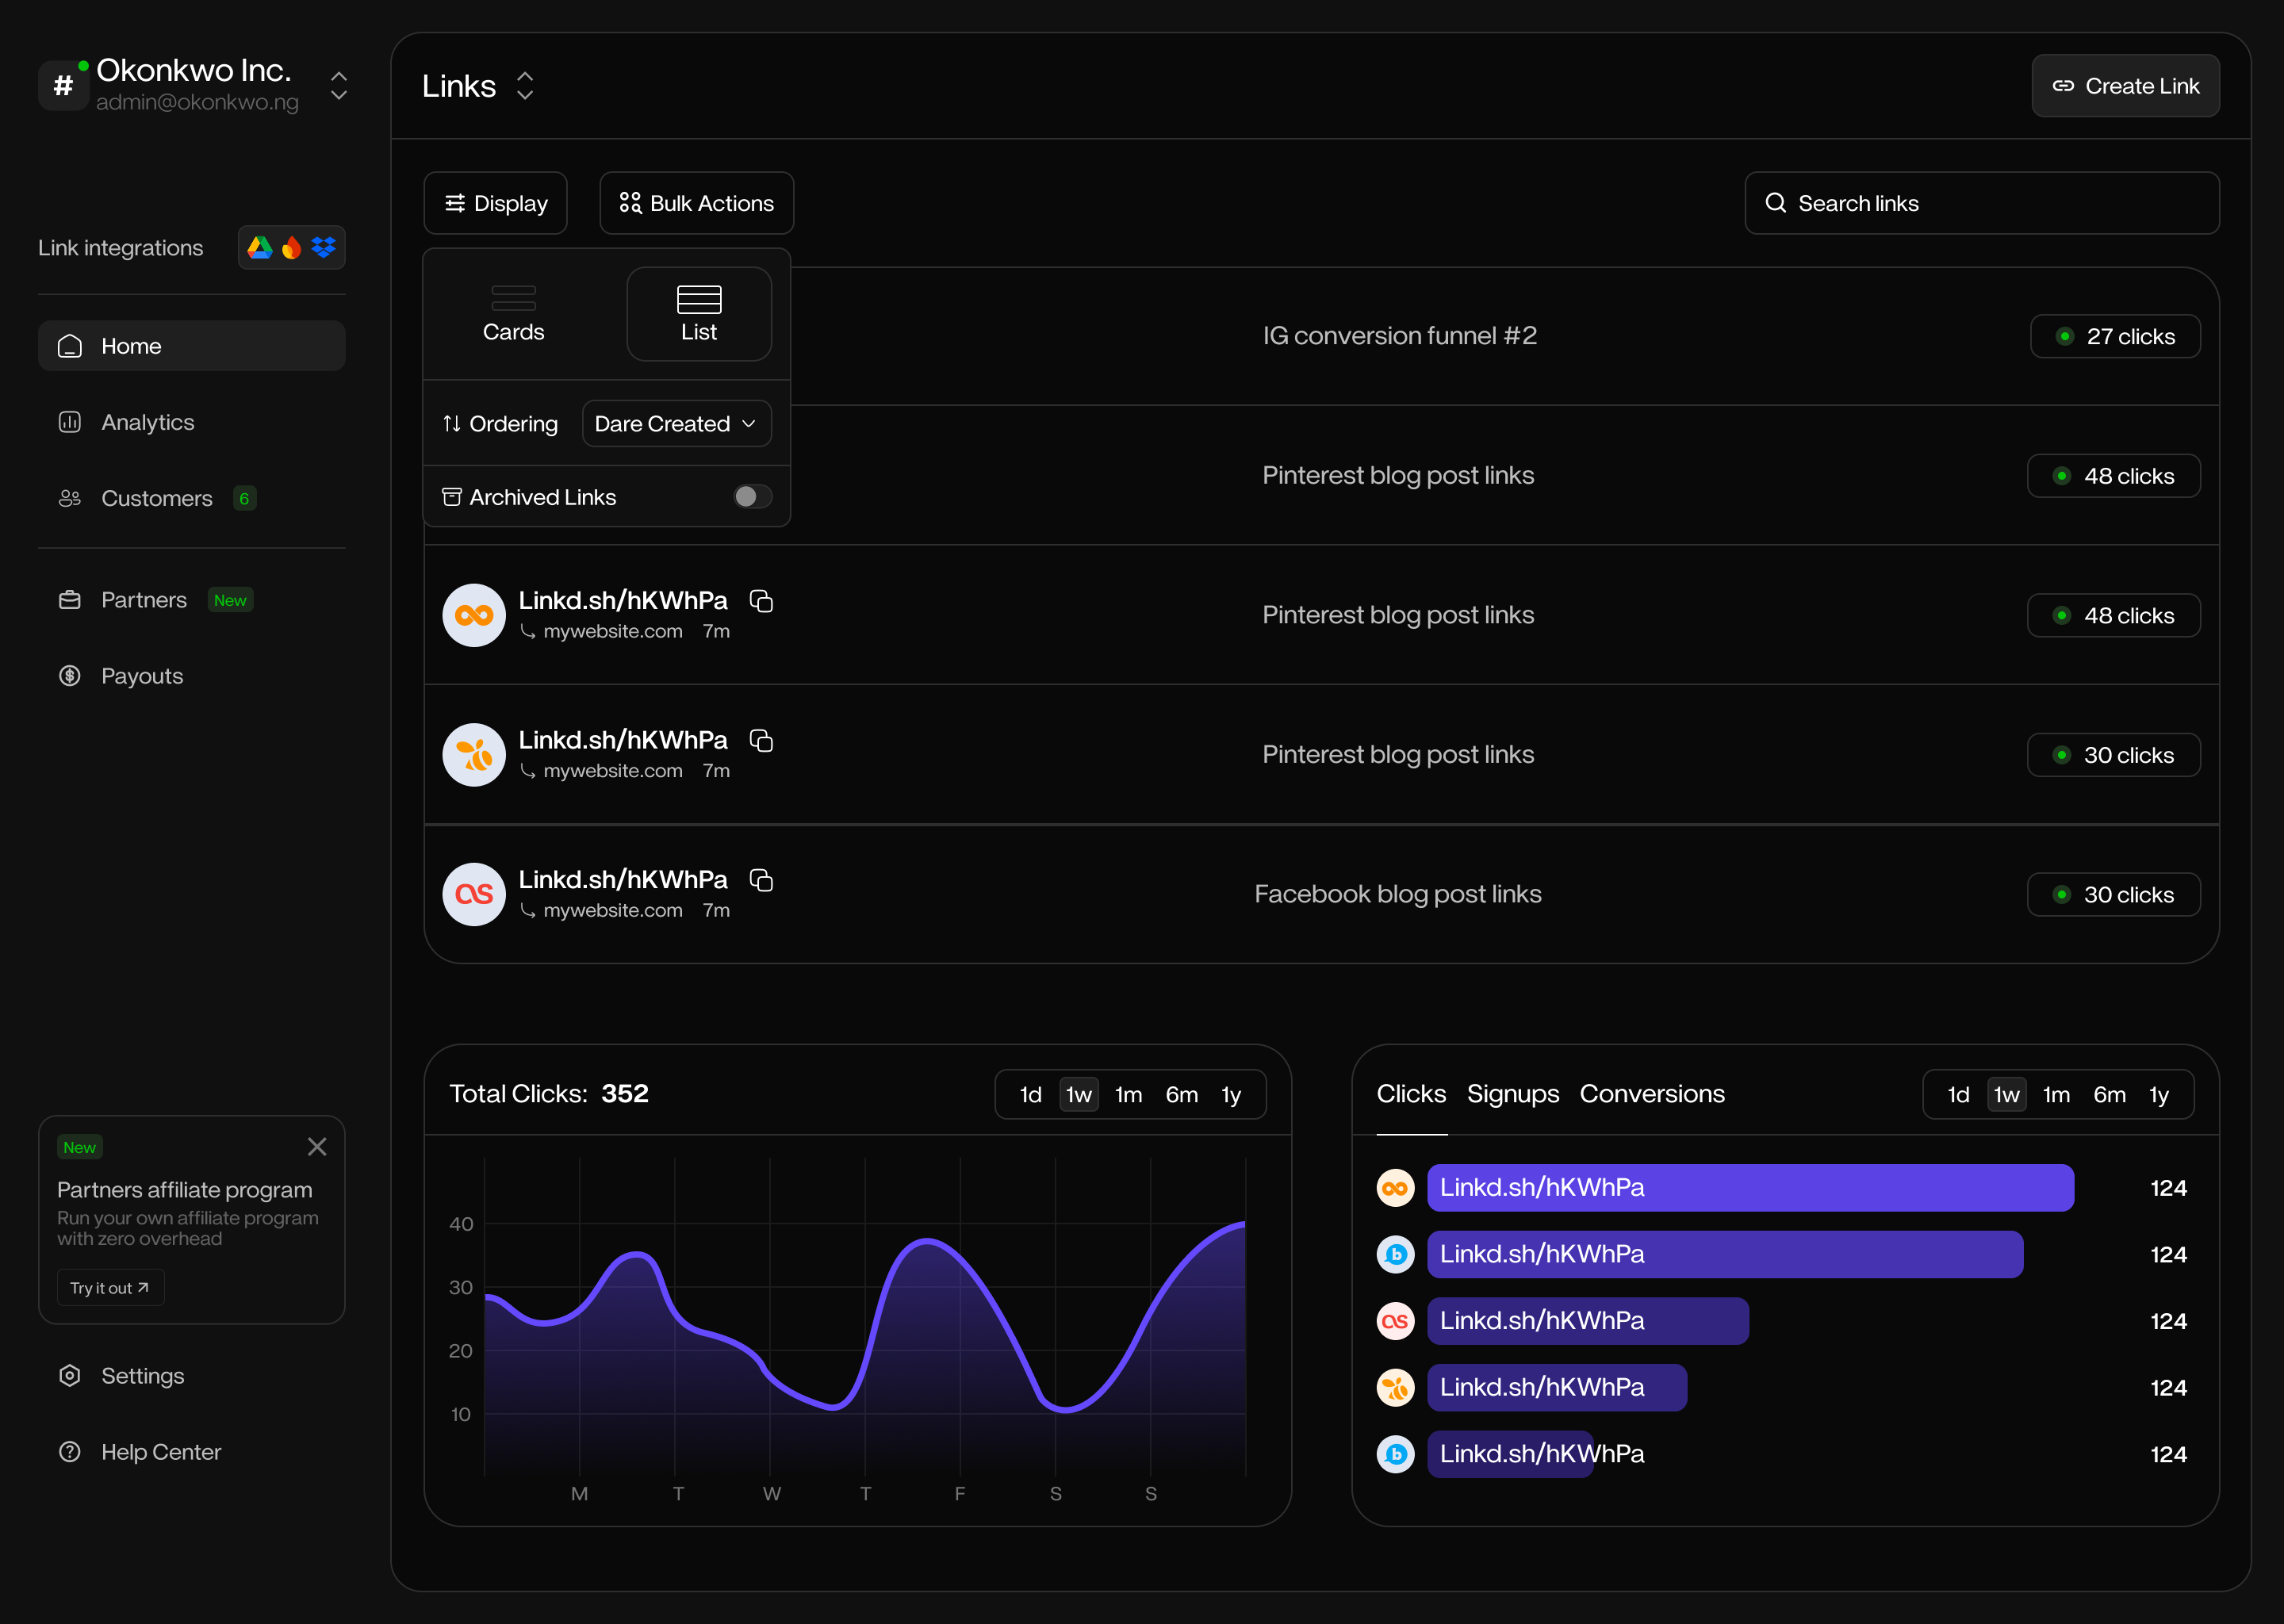 #
Okonkwo Inc.
admin@okonkwo.ng
Link integrations
Home
Analytics
Customers 6
Partners New
Payouts
New
Partners affiliate program
Run your own affiliate program
with zero overhead
Try it out
Settings
Help Center
Links
Create Link
Display
Bulk Actions
Search links
Cards
List
Ordering
Dare Created
Archived Links
IG conversion funnel #2
27 clicks
Pinterest blog post links
48 clicks
Linkd.sh/hKWhPa
mywebsite.com 7m
Pinterest blog post links
48 clicks
Linkd.sh/hKWhPa
mywebsite.com 7m
Pinterest blog post links
30 clicks
as
Linkd.sh/hKWhPa
mywebsite.com 7m
Facebook blog post links
30 clicks
Total Clicks: 352
1d 1w 1m 6m 1y
40
30
20
10
M T W T F S S
Clicks Signups Conversions
1d 1w 1m 6m 1y
Linkd.sh/hKWhPa 124
b Linkd.sh/hKWhPa 124
as Linkd.sh/hKWhPa 124
Linkd.sh/hKWhPa 124
b Linkd.sh/hKWhPa 124